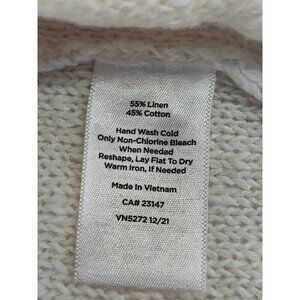 55% Linen
45% Cotton
Hand Wash Cold
Only Non-Chlorine Bleach
When Needed
Reshape, Lay Flat To Dry
Warm Iron, If Needed
Made In Vietnam
CA# 23147
VN5272 12/21